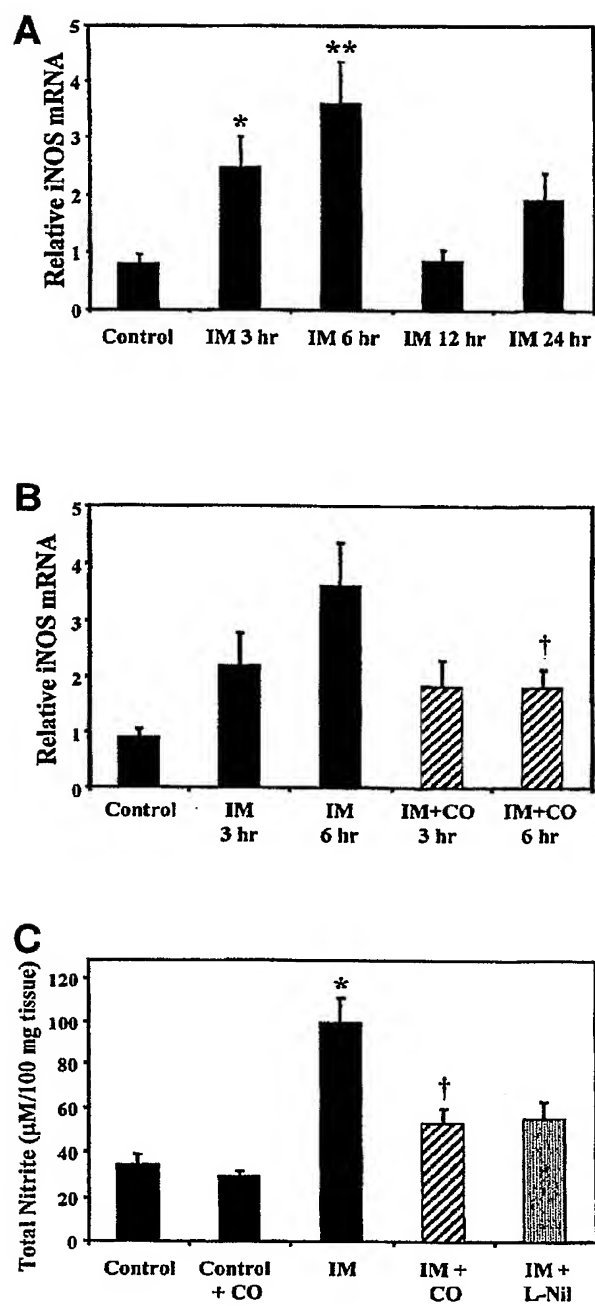 A
Relative iNOS mRNA
5
4
3
2
1
0
*
**
Control IM 3 hr IM 6 hr IM 12 hr IM 24 hr
B
Relative iNOS mRNA
5
4
3
2
1
0
†
Control IM IM IM+CO IM+CO
3 hr 6 hr 3 hr 6 hr
C
Total Nitrite (µM/100 mg tissue)
120
100
80
60
40
20
0
*
†
Control Control IM IM + IM +
+ CO CO L-Nil